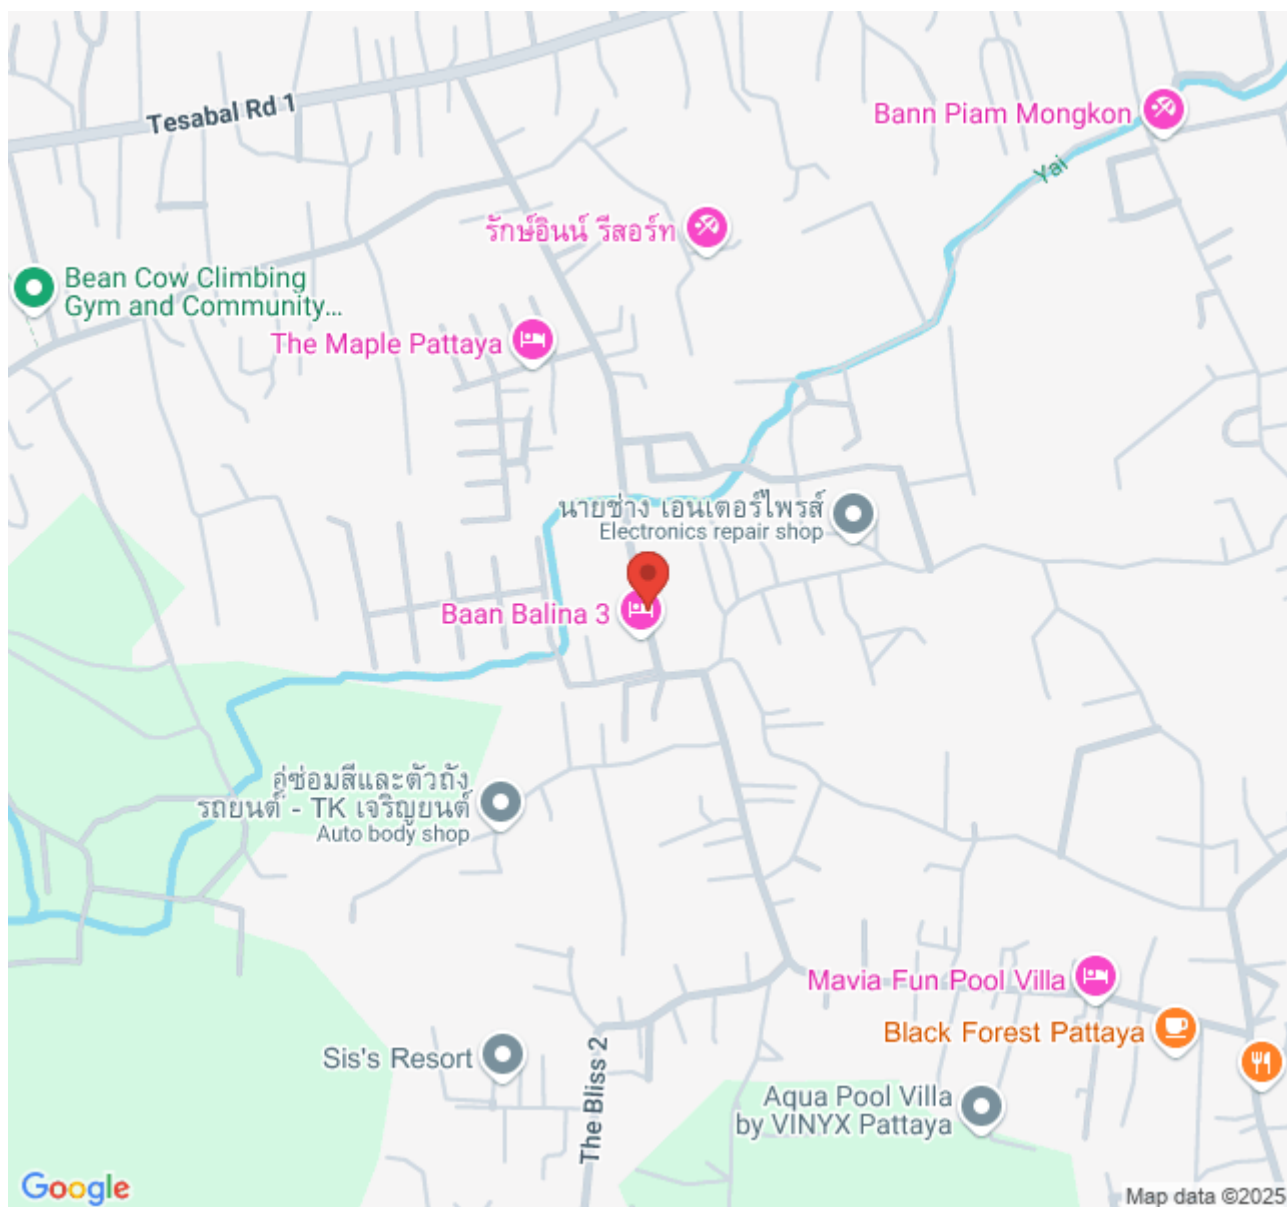 Tesabal Rd 1
Bann Piam Mongkon
Yai
รักษ์อินน์ รีสอร์ท
Bean Cow Climbing
Gym and Community...
The Maple Pattaya
นายช่าง เอนเตอร์ไพรส์
Electronics repair shop
Baan Balina 3
อู่ซ่อมสีและตัวถัง
รถยนต์ - TK เจริญยนต์
Auto body shop
Mavia Fun Pool Villa
Black Forest Pattaya
Sis's Resort
The Bliss 2
Aqua Pool Villa
by VINYX Pattaya
Google
Map data ©2025